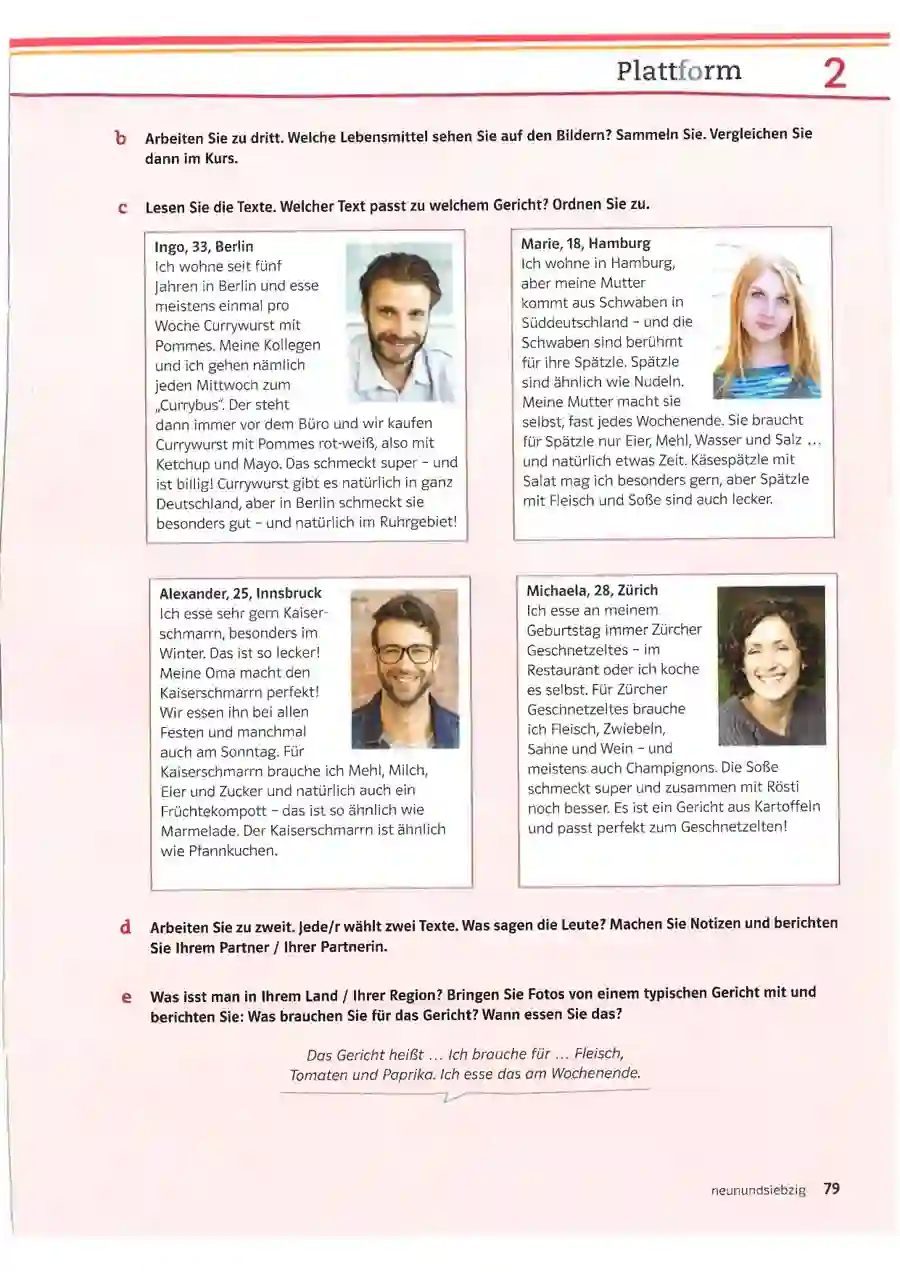 Plattform 2
b Arbeiten Sie zu dritt. Welche Lebensmittel sehen Sie auf den Bildern? Sammeln Sie. Vergleichen Sie
dann im Kurs.
c Lesen Sie die Texte. Welcher Text passt zu welchem Gericht? Ordnen Sie zu.
Ingo, 33, Berlin
Ich wohne seit fünf
Jahren in Berlin und esse
meistens einmal pro
Woche Currywurst mit
Pommes. Meine Kollegen
und ich gehen nämlich
jeden Mittwoch zum
„Currybus“. Der steht
dann immer vor dem Büro und wir kaufen
Currywurst mit Pommes rot-weiß, also mit
Ketchup und Mayo. Das schmeckt super – und
ist billig! Currywurst gibt es natürlich in ganz
Deutschland, aber in Berlin schmeckt sie
besonders gut – und natürlich im Ruhrgebiet!
Marie, 18, Hamburg
Ich wohne in Hamburg,
aber meine Mutter
kommt aus Schwaben in
Süddeutschland – und die
Schwaben sind berühmt
für ihre Spätzle. Spätzle
sind ähnlich wie Nudeln.
Meine Mutter macht sie
selbst, fast jedes Wochenende. Sie braucht
für Spätzle nur Eier, Mehl, Wasser und Salz …
und natürlich etwas Zeit. Käsespätzle mit
Salat mag ich besonders gern, aber Spätzle
mit Fleisch und Soße sind auch lecker.
Alexander, 25, Innsbruck
Ich esse sehr gern Kaiser-
schmarrn, besonders im
Winter. Das ist so lecker!
Meine Oma macht den
Kaiserschmarrn perfekt!
Wir essen ihn bei allen
Festen und manchmal
auch am Sonntag. Für
Kaiserschmarrn brauche ich Mehl, Milch,
Eier und Zucker und natürlich auch ein
Früchtekompott – das ist so ähnlich wie
Marmelade. Der Kaiserschmarrn ist ähnlich
wie Pfannkuchen.
Michaela, 28, Zürich
Ich esse an meinem
Geburtstag immer Zürcher
Geschnetzeltes – im
Restaurant oder ich koche
es selbst. Für Zürcher
Geschnetzeltes brauche
ich Fleisch, Zwiebeln,
Sahne und Wein – und
meistens auch Champignons. Die Soße
schmeckt super und zusammen mit Rösti
noch besser. Es ist ein Gericht aus Kartoffeln
und passt perfekt zum Geschnetzelten!
d Arbeiten Sie zu zweit. Jede/r wählt zwei Texte. Was sagen die Leute? Machen Sie Notizen und berichten
Sie Ihrem Partner / Ihrer Partnerin.
e Was isst man in Ihrem Land / Ihrer Region? Bringen Sie Fotos von einem typischen Gericht mit und
berichten Sie: Was brauchen Sie für das Gericht? Wann essen Sie das?
Das Gericht heißt … Ich brauche für … Fleisch,
Tomaten und Paprika. Ich esse das am Wochenende.
neunundsiebzig 79